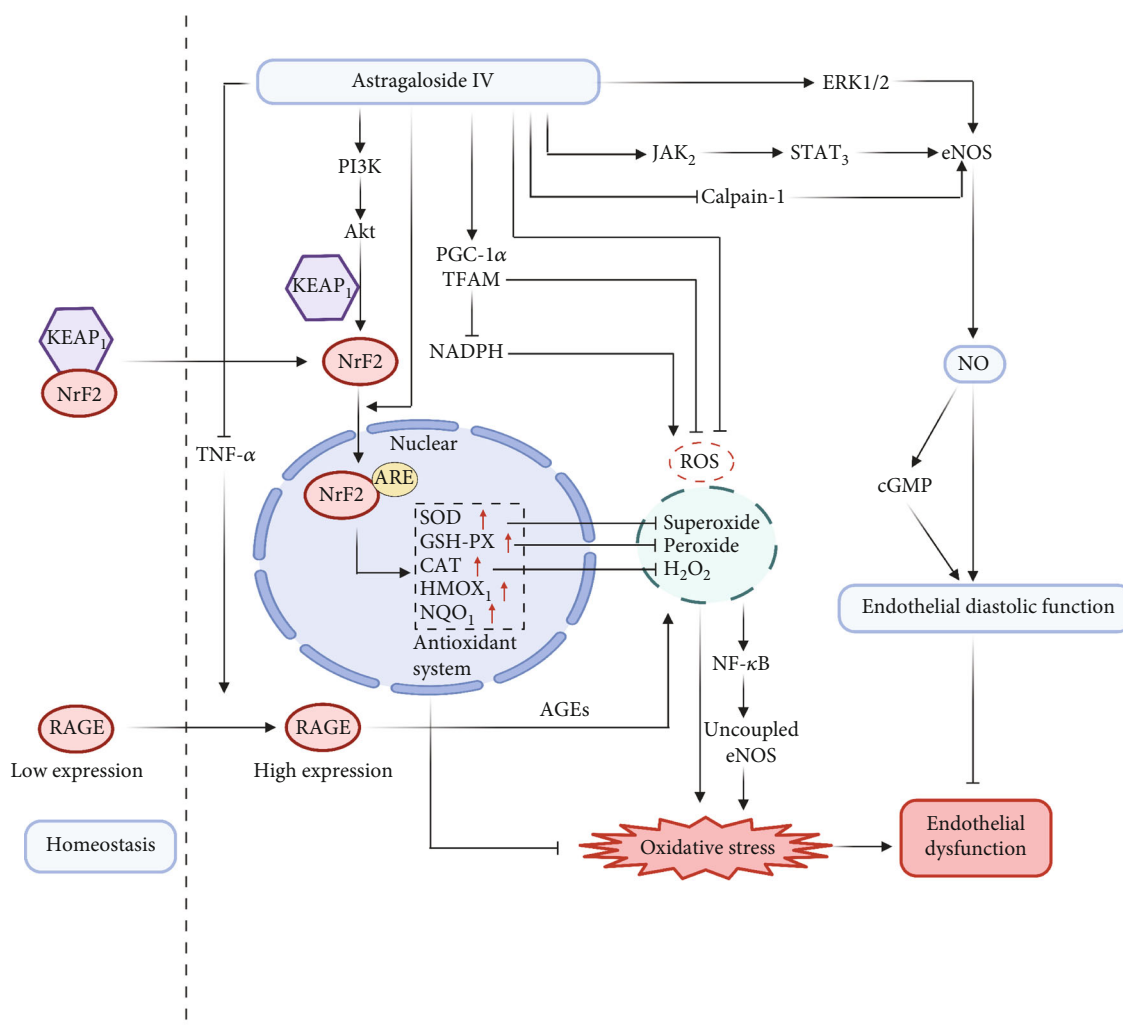 Astragaloside IV
ERK1/2
PI3K
JAK₂
STAT₃
eNOS
Calpain-1
Akt
PGC-1α
TFAM
KEAP₁
KEAP₁
NrF2
NrF2
NADPH
NO
TNF-α
Nuclear
ROS
NrF2
ARE
cGMP
SOD ↑
GSH-PX ↑
CAT ↑
HMOX₁ ↑
NQO₁ ↑
Antioxidant
system
Superoxide
Peroxide
H₂O₂
Endothelial diastolic function
NF-κB
AGEs
RAGE
Low expression
RAGE
High expression
Uncoupled
eNOS
Homeostasis
Oxidative stress
Endothelial
dysfunction